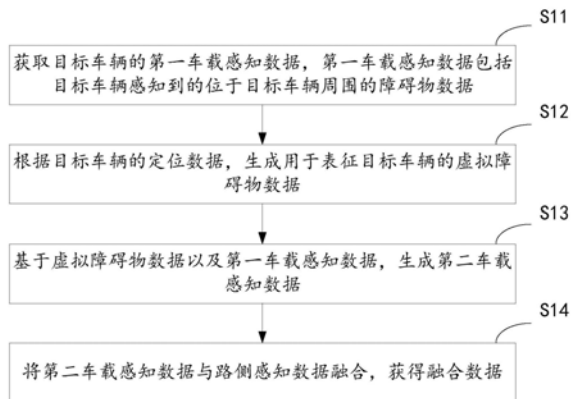 S11
获取目标车辆的第一车载感知数据，第一车载感知数据包括
目标车辆感知到的位于目标车辆周围的障碍物数据
S12
根据目标车辆的定位数据，生成用于表征目标车辆的虚拟障
碍物数据
S13
基于虚拟障碍物数据以及第一车载感知数据，生成第二车载
感知数据
S14
将第二车载感知数据与路侧感知数据融合，获得融合数据